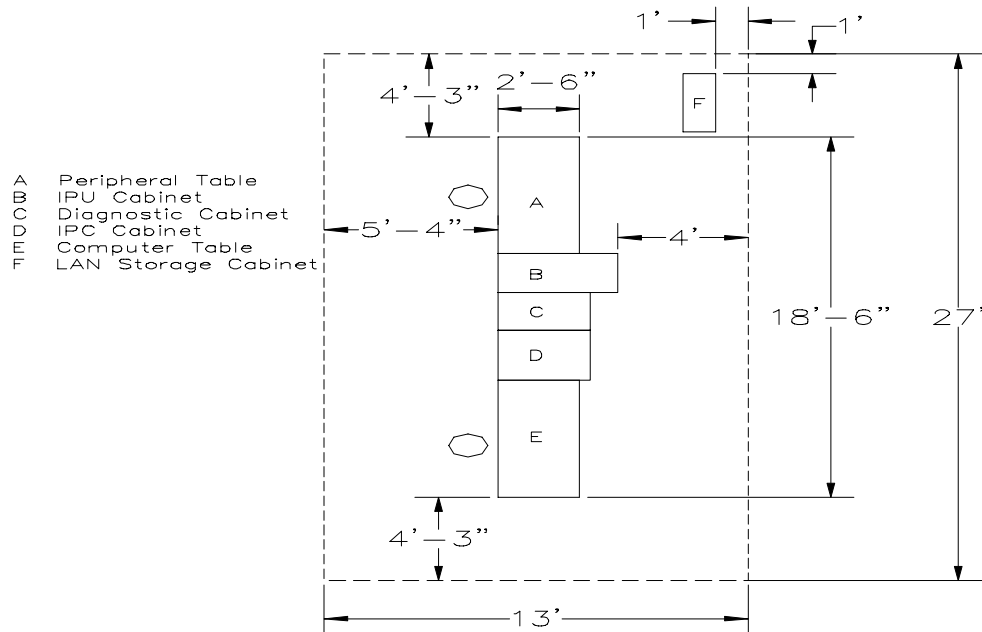 1' 1'
4'-3" 2'-6"
F
A Peripheral Table
B IPU Cabinet
C Diagnostic Cabinet
D IPC Cabinet
E Computer Table
F LAN Storage Cabinet
A
5'-4" 4'
B
C 18'-6" 27'
D
E
4'-3"
13'